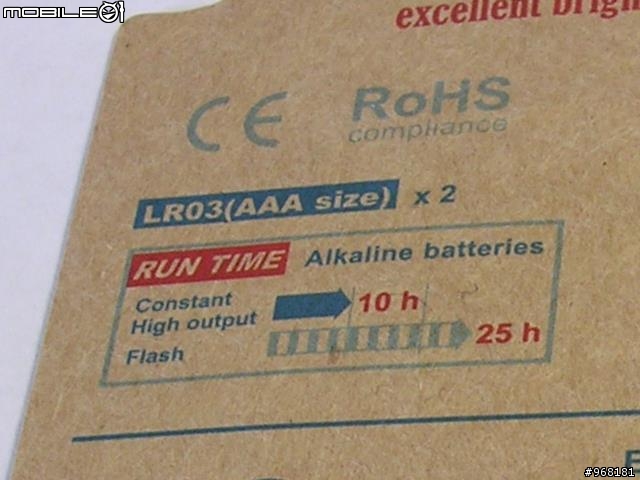 MOBILE01
excellent brigh
CE RoHS
compliance
LR03(AAA size) x 2
RUN TIME Alkaline batteries
Constant
High output 10 h
Flash 25 h
#968181